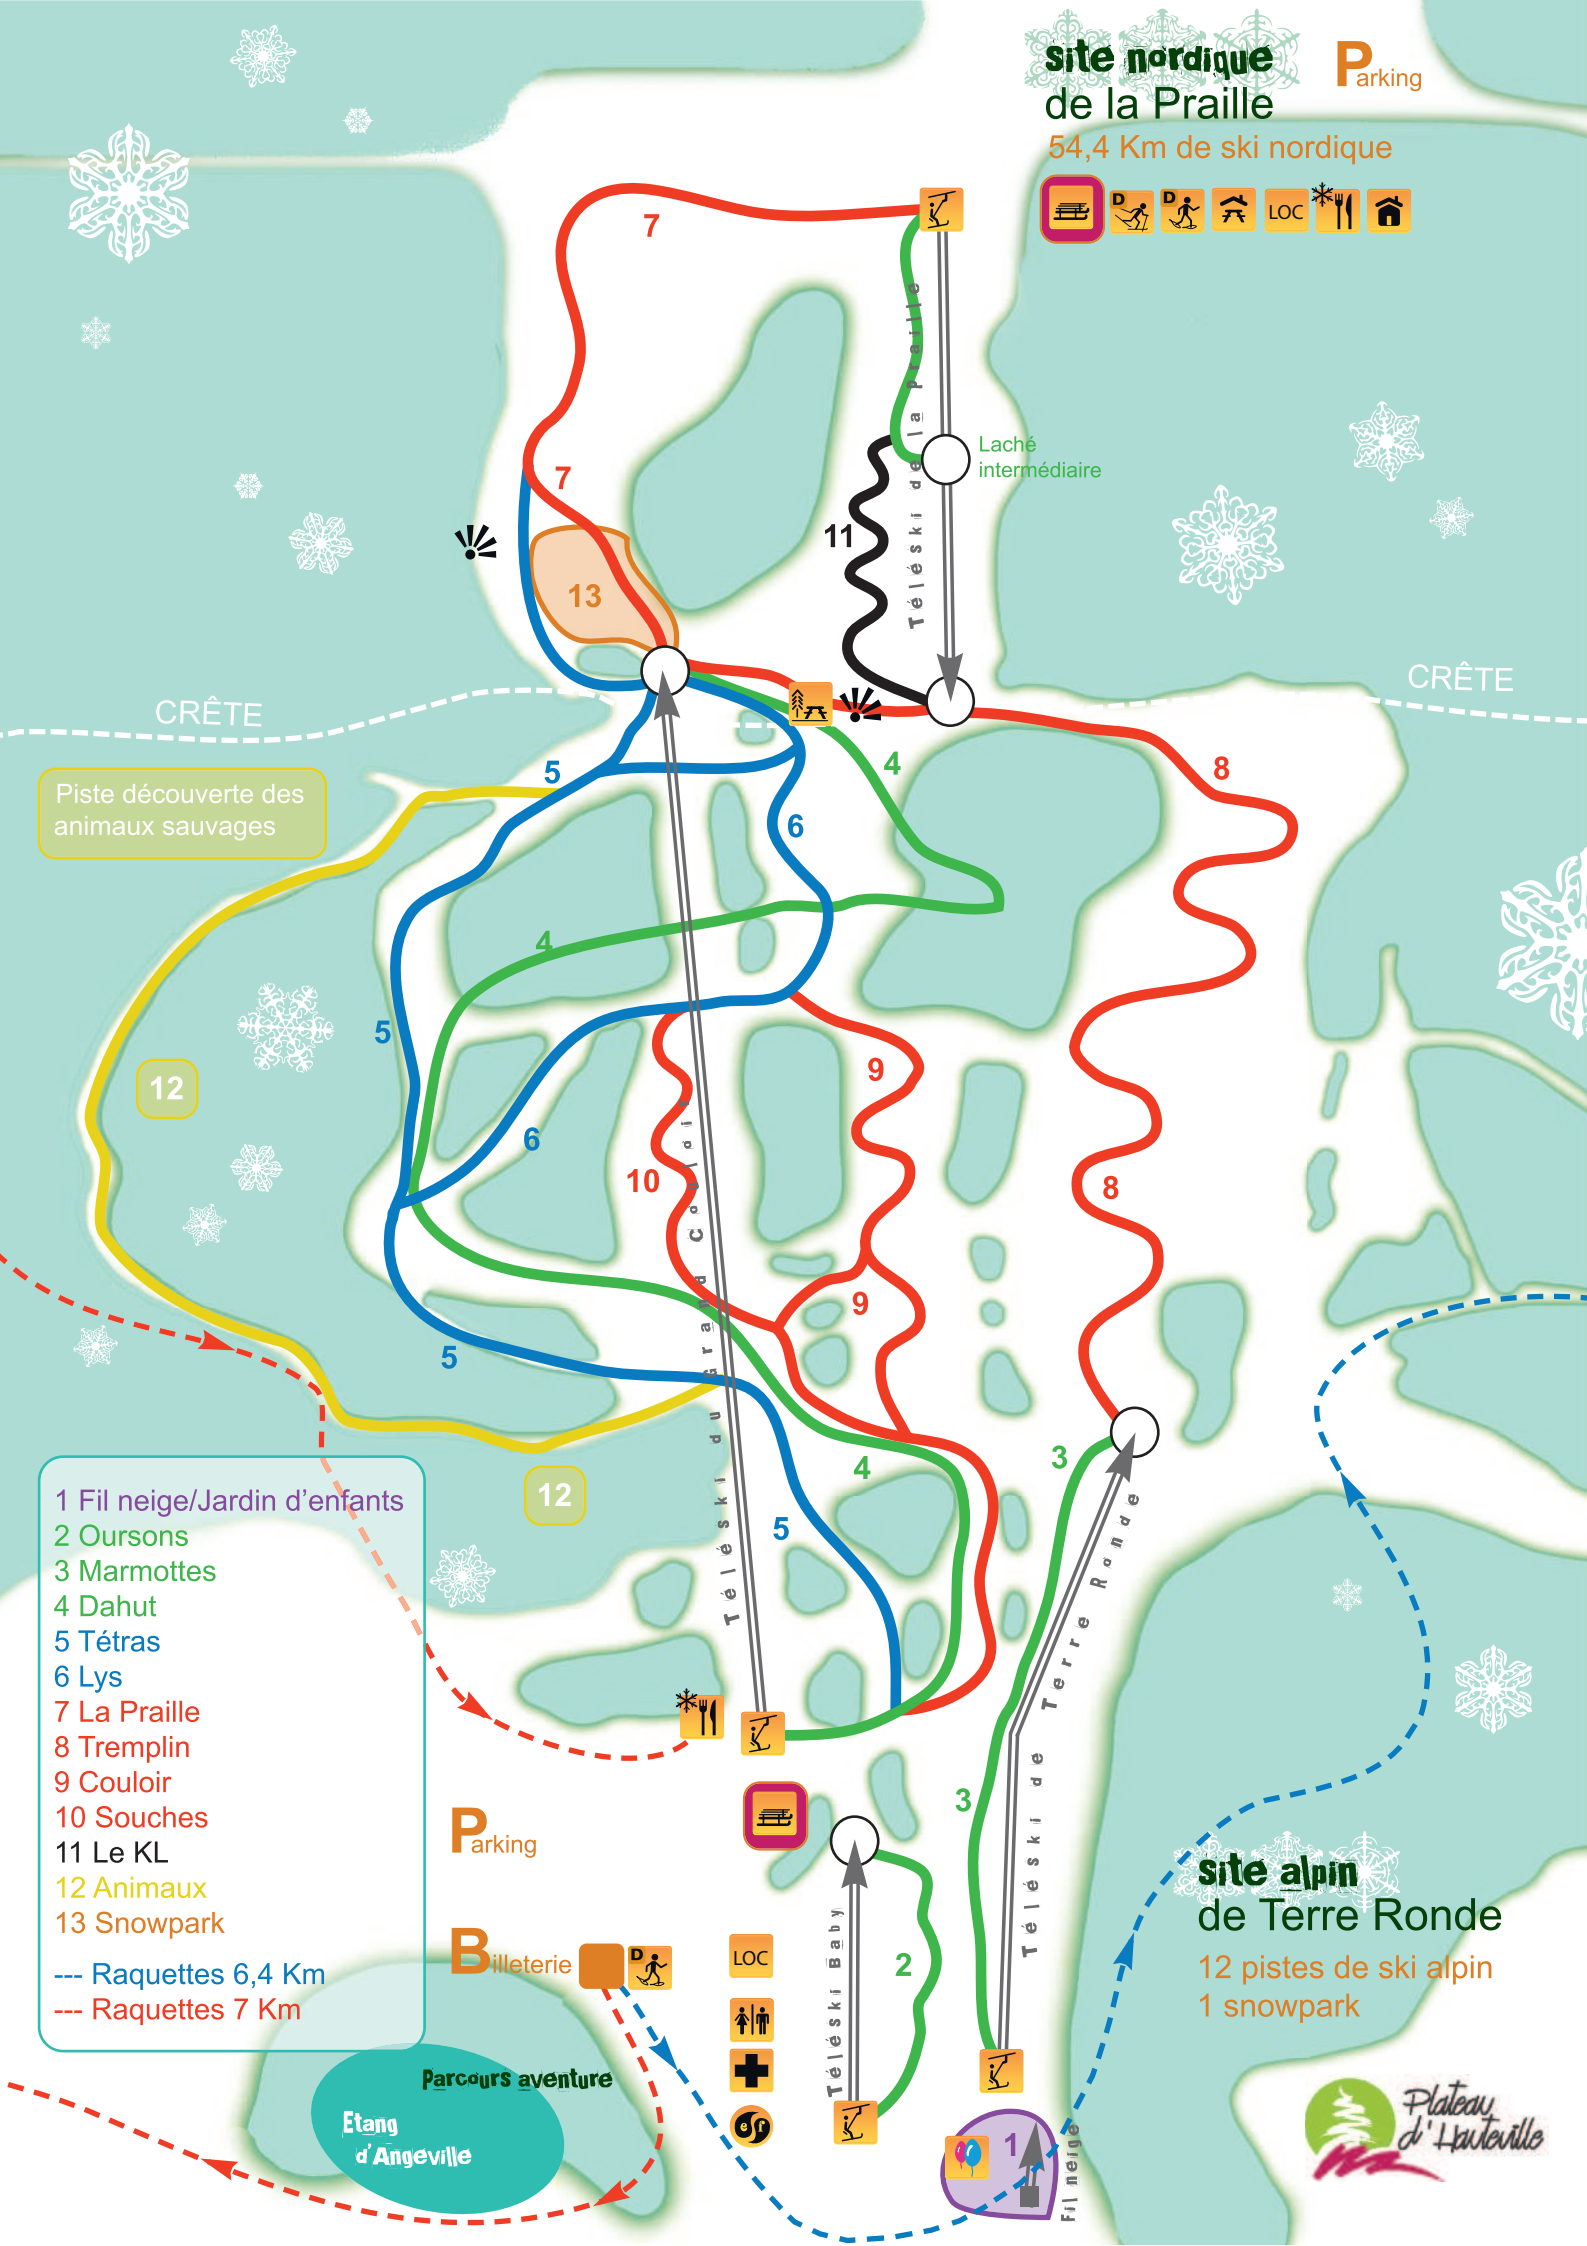 site nordique
de la Praille
54,4 Km de ski nordique
Parking
D
D
LOC
7
Téléski de la praille
Laché
intermédiaire
7
11
13
CRÊTE
CRÊTE
4
8
5
Piste découverte des
animaux sauvages
6
4
5
9
12
6
10
8
Téléski du Grand Cotldit
9
5
3
4
12
5
Téléski de Terre Ronde
1 Fil neige/Jardin d'enfants
2 Oursons
3 Marmottes
4 Dahut
5 Tétras
6 Lys
7 La Praille
8 Tremplin
9 Couloir
10 Souches
11 Le KL
12 Animaux
13 Snowpark
--- Raquettes 6,4 Km
--- Raquettes 7 Km
3
Parking
Billeterie
D
LOC
esf
Téléski Baby
2
site alpin
de Terre Ronde
12 pistes de ski alpin
1 snowpark
Parcours aventure
Etang
d'Angeville
1
Fil neige
Plateau
d'Hauteville